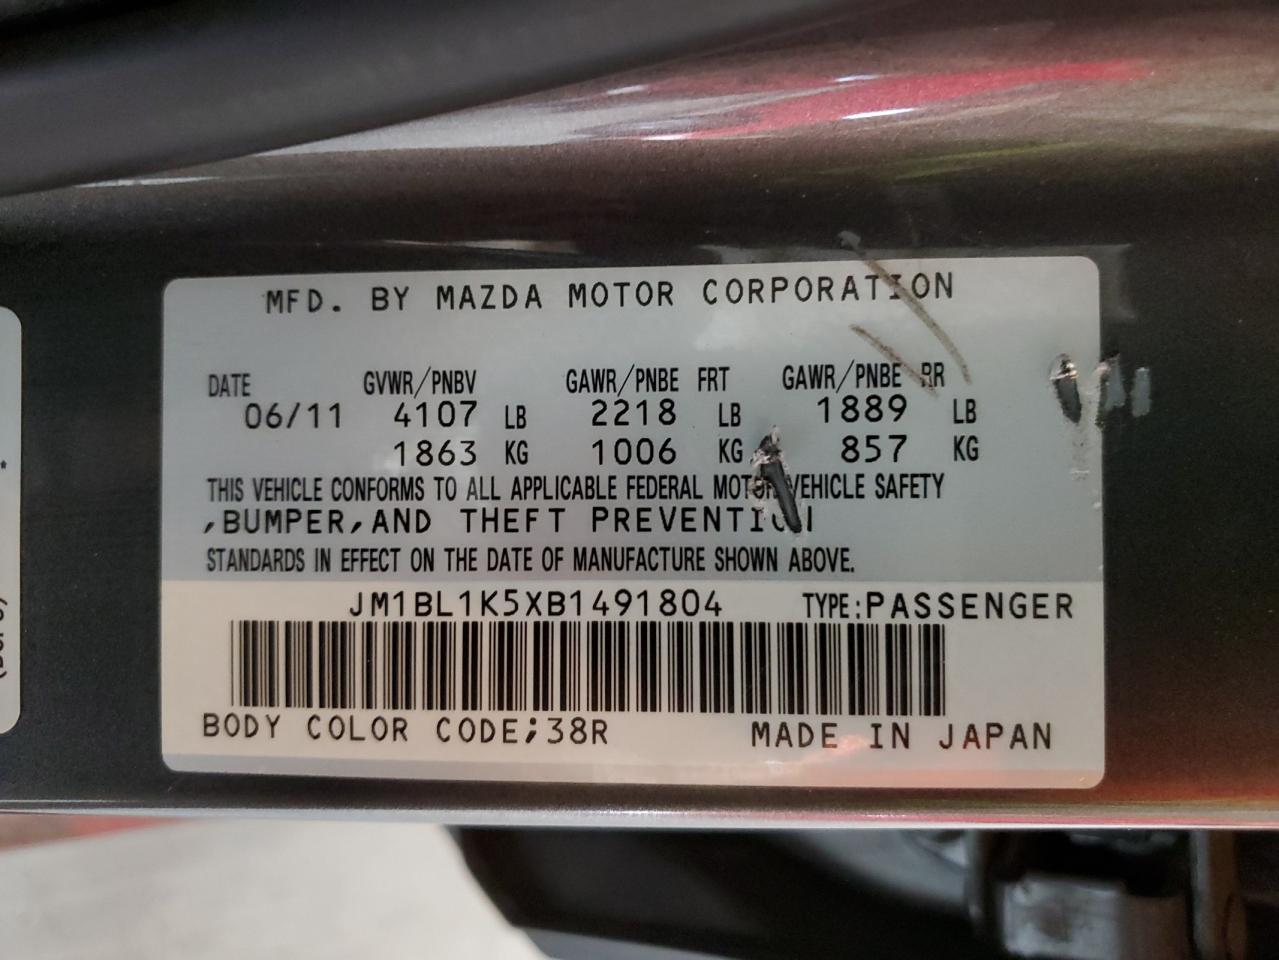 MFD. BY MAZDA MOTOR CORPORATION
DATE GVWR/PNBV GAWR/PNBE FRT GAWR/PNBE RR
06/11 4107 LB 2218 LB 1889 LB
1863 KG 1006 KG 857 KG
THIS VEHICLE CONFORMS TO ALL APPLICABLE FEDERAL MOTOR VEHICLE SAFETY
,BUMPER,AND THEFT PREVENTION
STANDARDS IN EFFECT ON THE DATE OF MANUFACTURE SHOWN ABOVE.
JM1BL1K5XB1491804 TYPE:PASSENGER
BODY COLOR CODE;38R MADE IN JAPAN